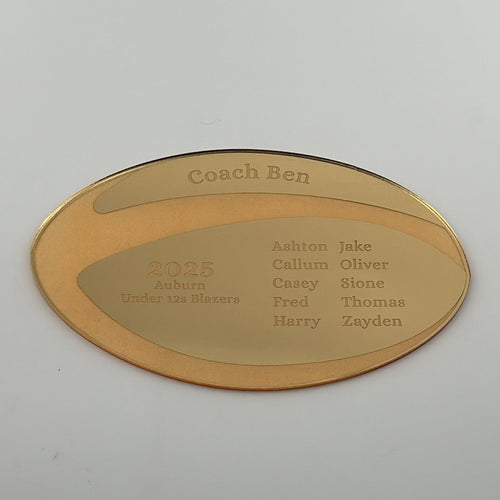 Coach Ben
2025
Auburn
Under 12s Blazers
Ashton Jake
Callum Oliver
Casey Sione
Fred Thomas
Harry Zayden